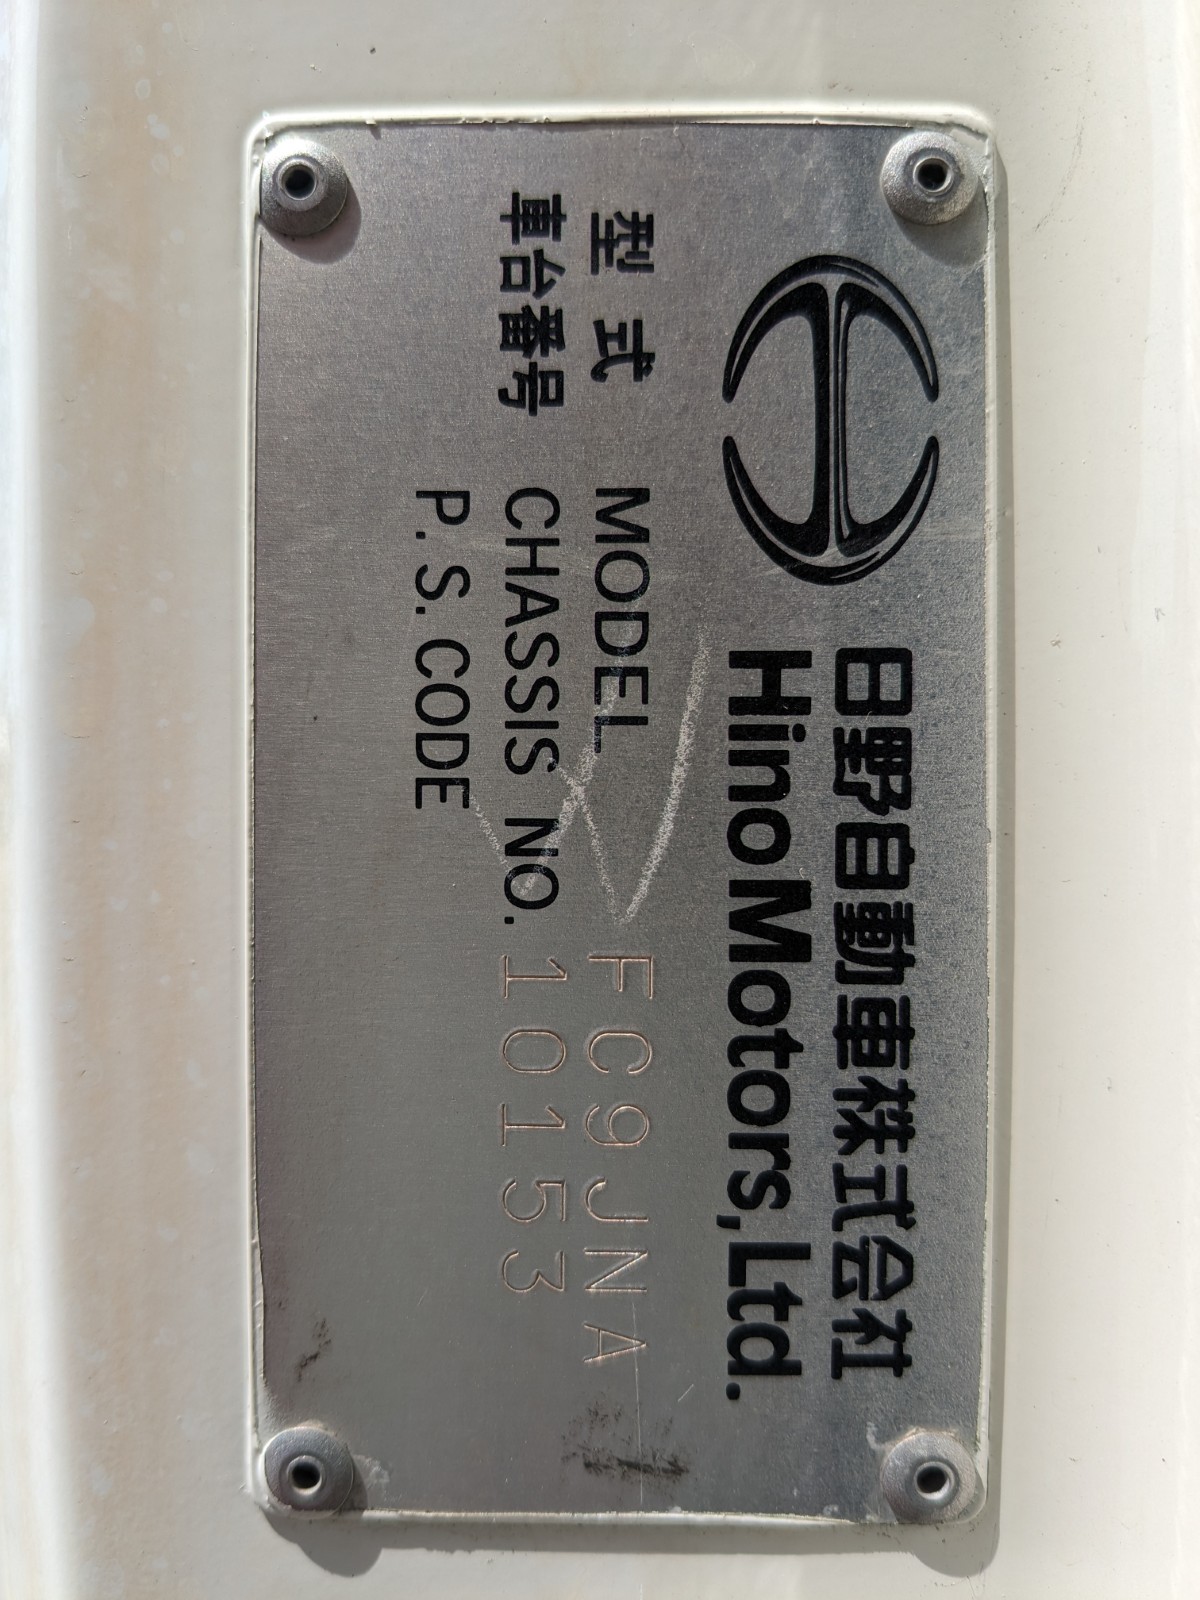 日野自動車株式会社
Hino Motors, Ltd.
型式 MODEL FC9JNA
車台番号 CHASSIS NO. 10153
P. S. CODE